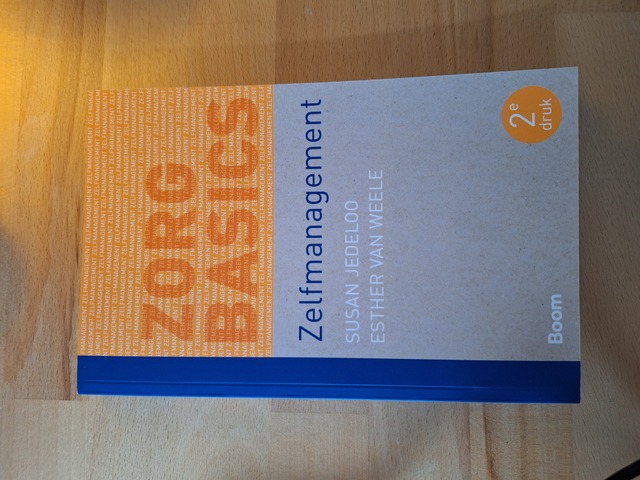 ZORG
BASICS
Zelfmanagement
SUSAN JEDELOO
ESTHER VAN WEELE
2e
druk
Boom